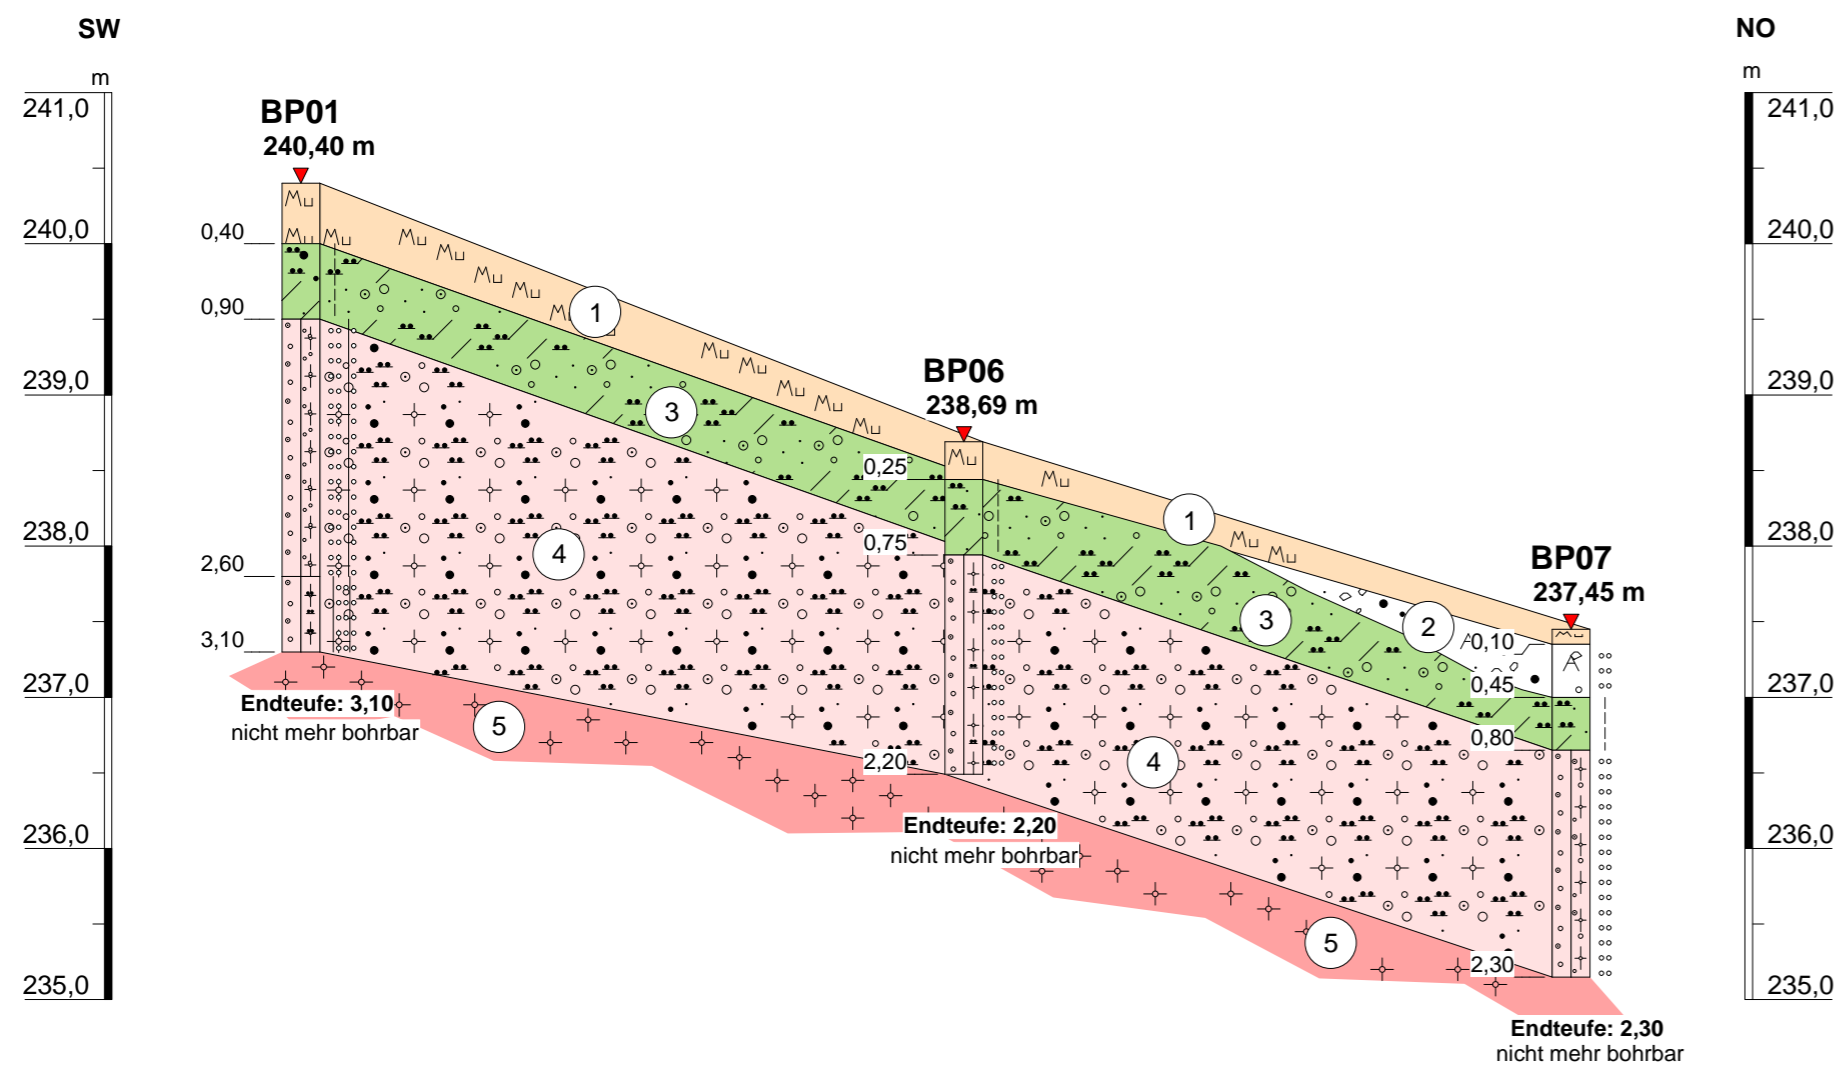 SW
NO
m
m
241,0
241,0
BP01
240,40 m
240,0
240,0
0,40
0,90
1
239,0
239,0
BP06
238,69 m
3
0,25
1
238,0
238,0
0,75
4
BP07
237,45 m
2,60
3
2
0,10
3,10
0,45
237,0
237,0
Endteufe: 3,10
nicht mehr bohrbar
5
0,80
2,20
4
236,0
236,0
Endteufe: 2,20
nicht mehr bohrbar
5
2,30
235,0
235,0
Endteufe: 2,30
nicht mehr bohrbar